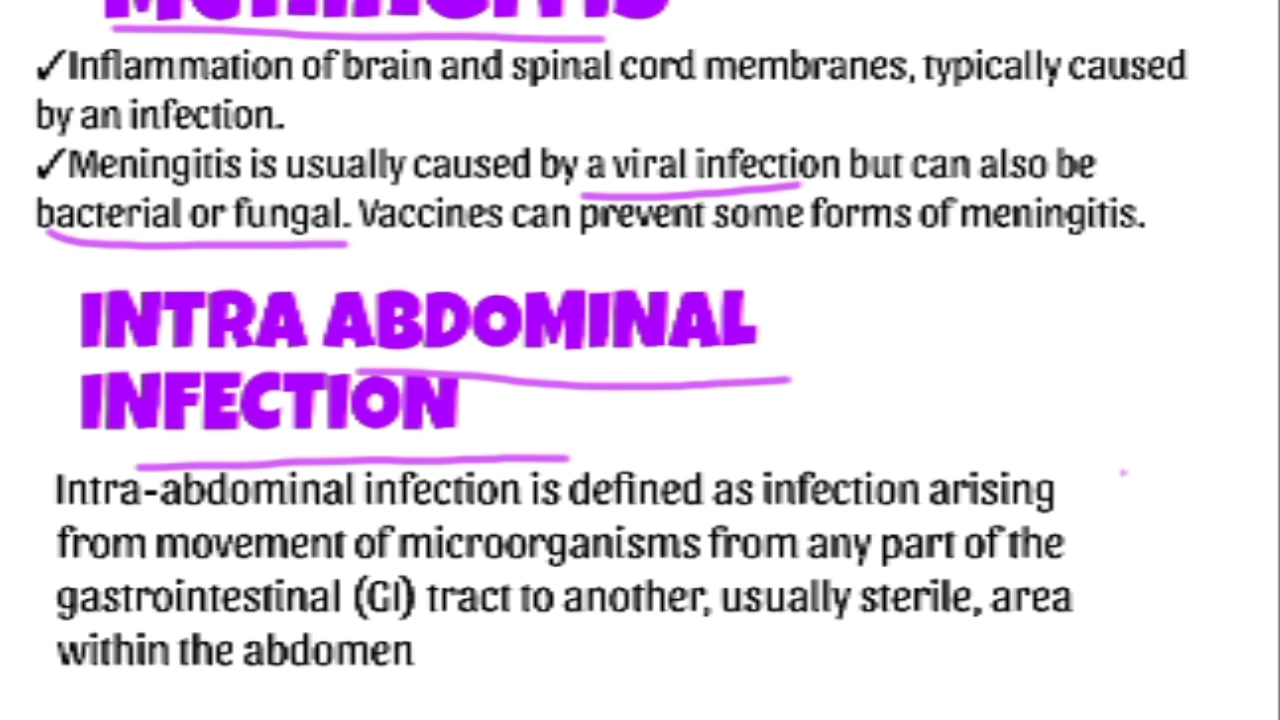 MENINGITIS
✓Inflammation of brain and spinal cord membranes, typically caused
by an infection.
✓Meningitis is usually caused by a viral infection but can also be
bacterial or fungal. Vaccines can prevent some forms of meningitis.
INTRA ABDOMINAL
INFECTION
Intra-abdominal infection is defined as infection arising
from movement of microorganisms from any part of the
gastrointestinal (GI) tract to another, usually sterile, area
within the abdomen